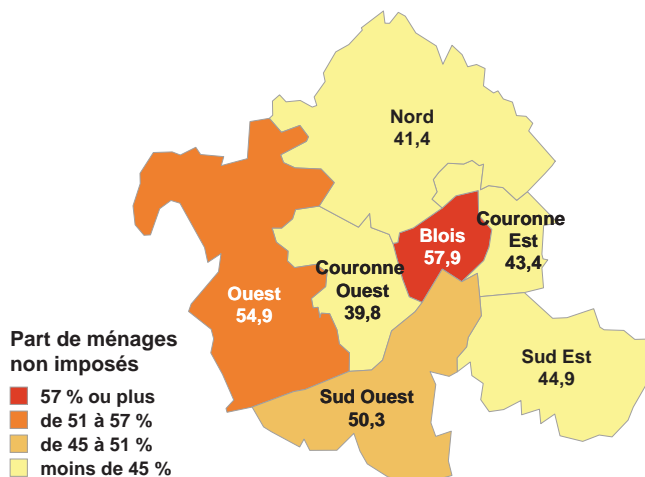 Nord
41,4
Blois
57,9
Couronne
Est
43,4
Couronne
Ouest
39,8
Ouest
54,9
Sud Est
44,9
Sud Ouest
50,3
Part de ménages
non imposés
57 % ou plus
de 51 à 57 %
de 45 à 51 %
moins de 45 %